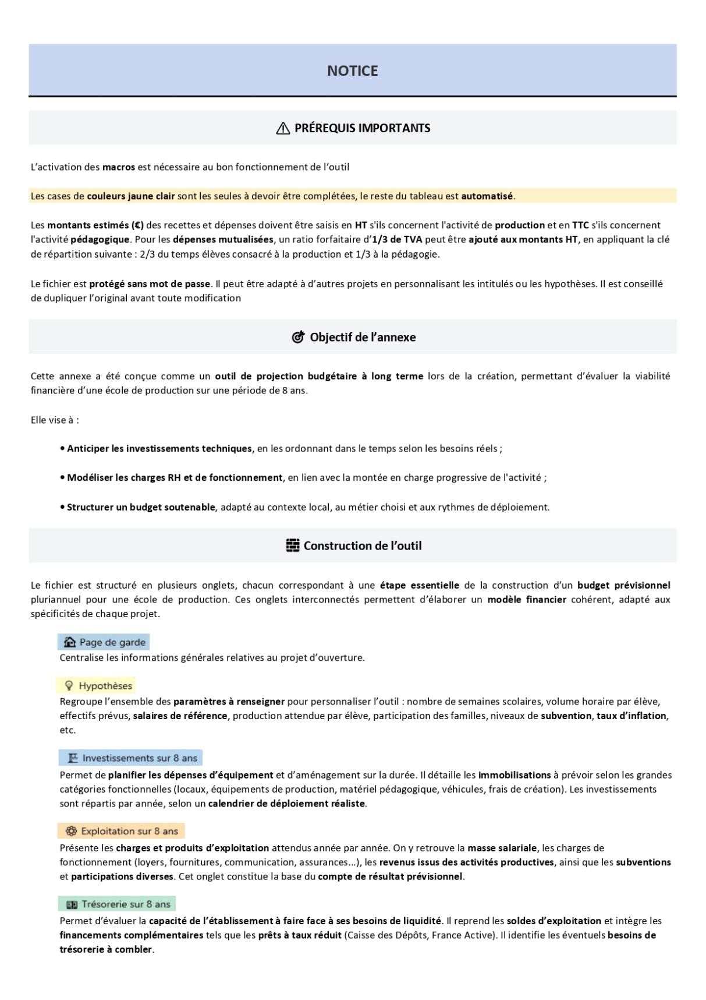 NOTICE
PRÉREQUIS IMPORTANTS
L’activation des macros est nécessaire au bon fonctionnement de l’outil
Les cases de couleurs jaune clair sont les seules à devoir être complétées, le reste du tableau est automatisé.
Les montants estimés (€) des recettes et dépenses doivent être saisis en HT s'ils concernent l'activité de production et en TTC s'ils concernent
l'activité pédagogique. Pour les dépenses mutualisées, un ratio forfaitaire d’1/3 de TVA peut être ajouté aux montants HT, en appliquant la clé
de répartition suivante : 2/3 du temps élèves consacré à la production et 1/3 à la pédagogie.
Le fichier est protégé sans mot de passe. Il peut être adapté à d’autres projets en personnalisant les intitulés ou les hypothèses. Il est conseillé
de dupliquer l’original avant toute modification
Objectif de l’annexe
Cette annexe a été conçue comme un outil de projection budgétaire à long terme lors de la création, permettant d’évaluer la viabilité
financière d’une école de production sur une période de 8 ans.
Elle vise à :
• Anticiper les investissements techniques, en les ordonnant dans le temps selon les besoins réels ;
• Modéliser les charges RH et de fonctionnement, en lien avec la montée en charge progressive de l'activité ;
• Structurer un budget soutenable, adapté au contexte local, au métier choisi et aux rythmes de déploiement.
Construction de l’outil
Le fichier est structuré en plusieurs onglets, chacun correspondant à une étape essentielle de la construction d’un budget prévisionnel
pluriannuel pour une école de production. Ces onglets interconnectés permettent d’élaborer un modèle financier cohérent, adapté aux
spécificités de chaque projet.
Page de garde
Centralise les informations générales relatives au projet d’ouverture.
Hypothèses
Regroupe l’ensemble des paramètres à renseigner pour personnaliser l’outil : nombre de semaines scolaires, volume horaire par élève,
effectifs prévus, salaires de référence, production attendue par élève, participation des familles, niveaux de subvention, taux d’inflation,
etc.
Investissements sur 8 ans
Permet de planifier les dépenses d’équipement et d’aménagement sur la durée. Il détaille les immobilisations à prévoir selon les grandes
catégories fonctionnelles (locaux, équipements de production, matériel pédagogique, véhicules, frais de création). Les investissements
sont répartis par année, selon un calendrier de déploiement réaliste.
Exploitation sur 8 ans
Présente les charges et produits d’exploitation attendus année par année. On y retrouve la masse salariale, les charges de
fonctionnement (loyers, fournitures, communication, assurances...), les revenus issus des activités productives, ainsi que les subventions
et participations diverses. Cet onglet constitue la base du compte de résultat prévisionnel.
Trésorerie sur 8 ans
Permet d’évaluer la capacité de l’établissement à faire face à ses besoins de liquidité. Il reprend les soldes d’exploitation et intègre les
financements complémentaires tels que les prêts à taux réduit (Caisse des Dépôts, France Active). Il identifie les éventuels besoins de
trésorerie à combler.